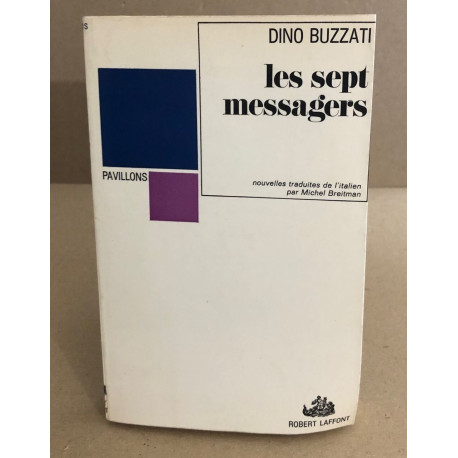 DINO BUZZATI
les sept
messagers
PAVILLONS
nouvelles traduites de l'italien
par Michel Breitman
ROBERT LAFFONT